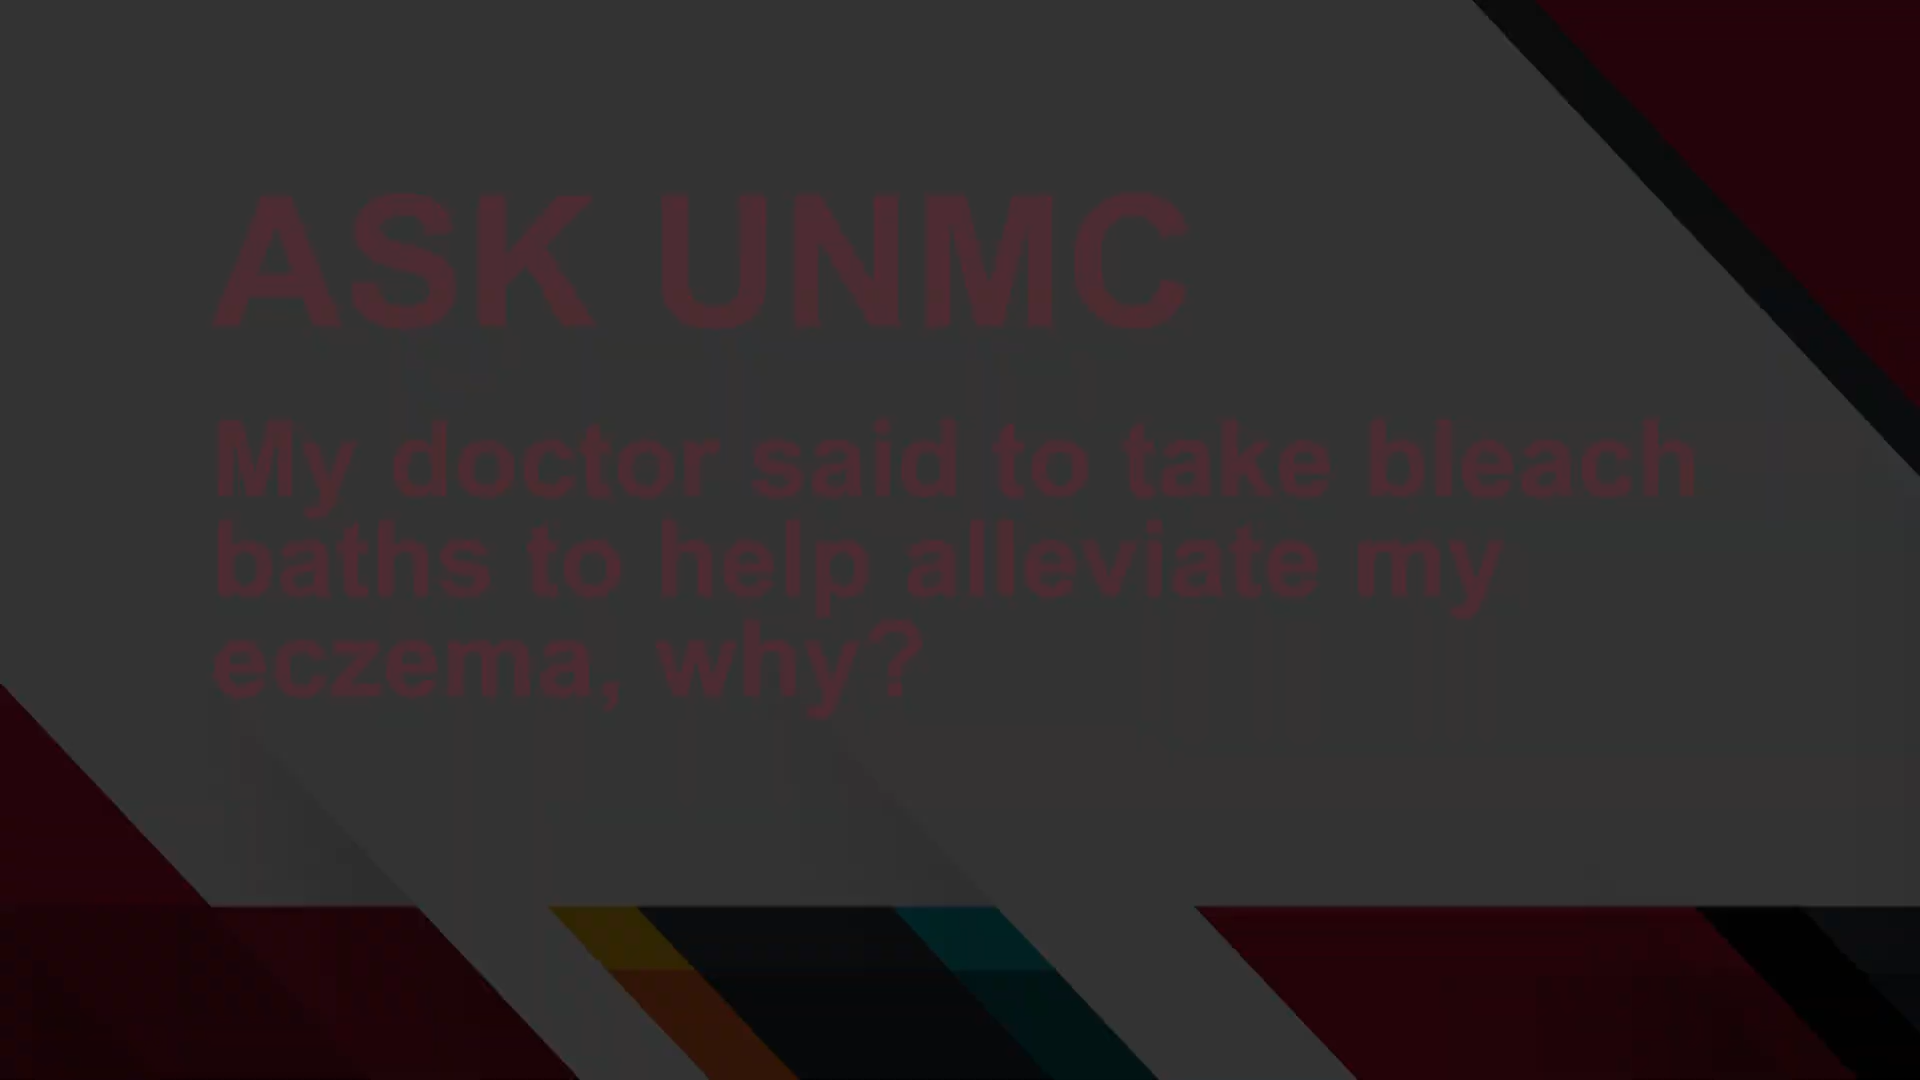 ASK UNMC
My doctor said to take bleach
baths to help alleviate my
eczema, why?